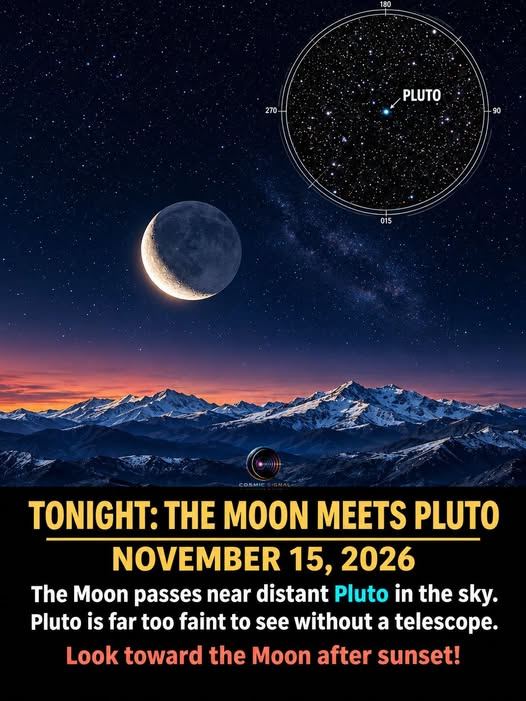 180
PLUTO
270
90
015
COSMIC SIGNAL
TONIGHT: THE MOON MEETS PLUTO
NOVEMBER 15, 2026
The Moon passes near distant Pluto in the sky.
Pluto is far too faint to see without a telescope.
Look toward the Moon after sunset!